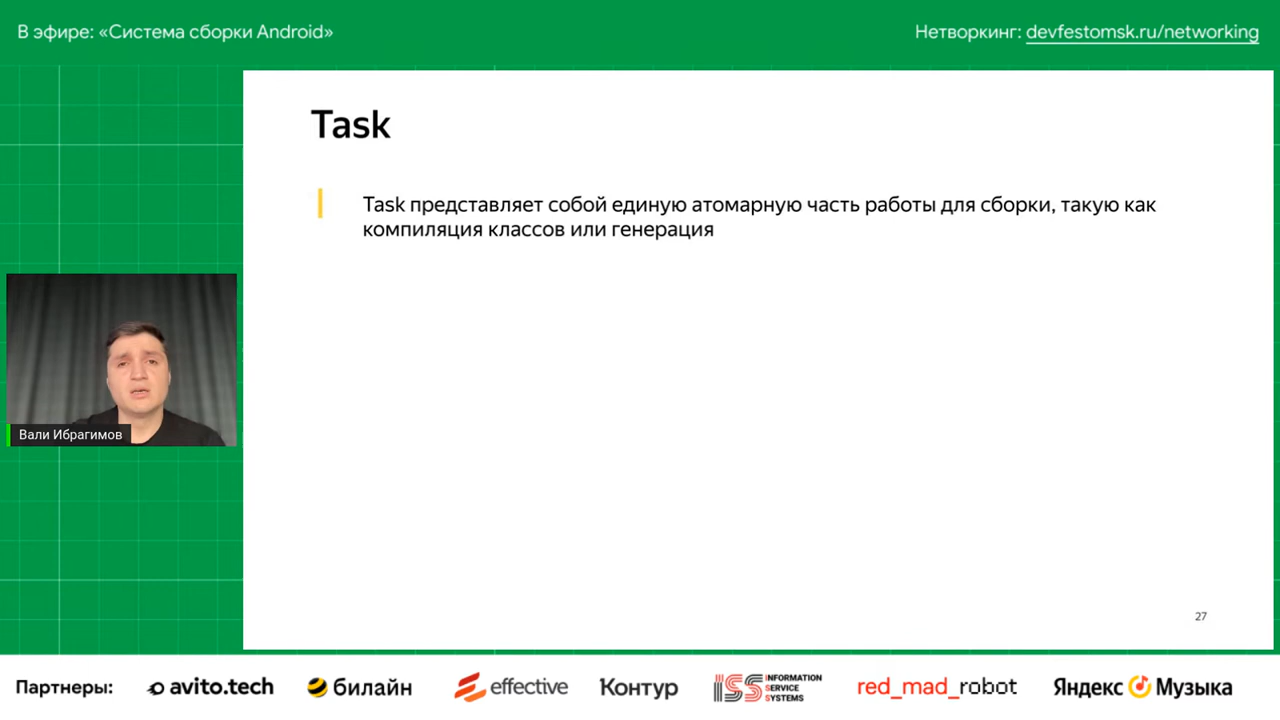 В эфире: «Система сборки Android»
Нетворкинг: devfestomsk.ru/networking
Task
Task представляет собой единую атомарную часть работы для сборки, такую как
компиляция классов или генерация
Вали Ибрагимов
27
Партнеры:
avito.tech
билайн
effective
Контур
ISS INFORMATION
SERVICE
SYSTEMS
red_mad_robot
Яндекс Музыка